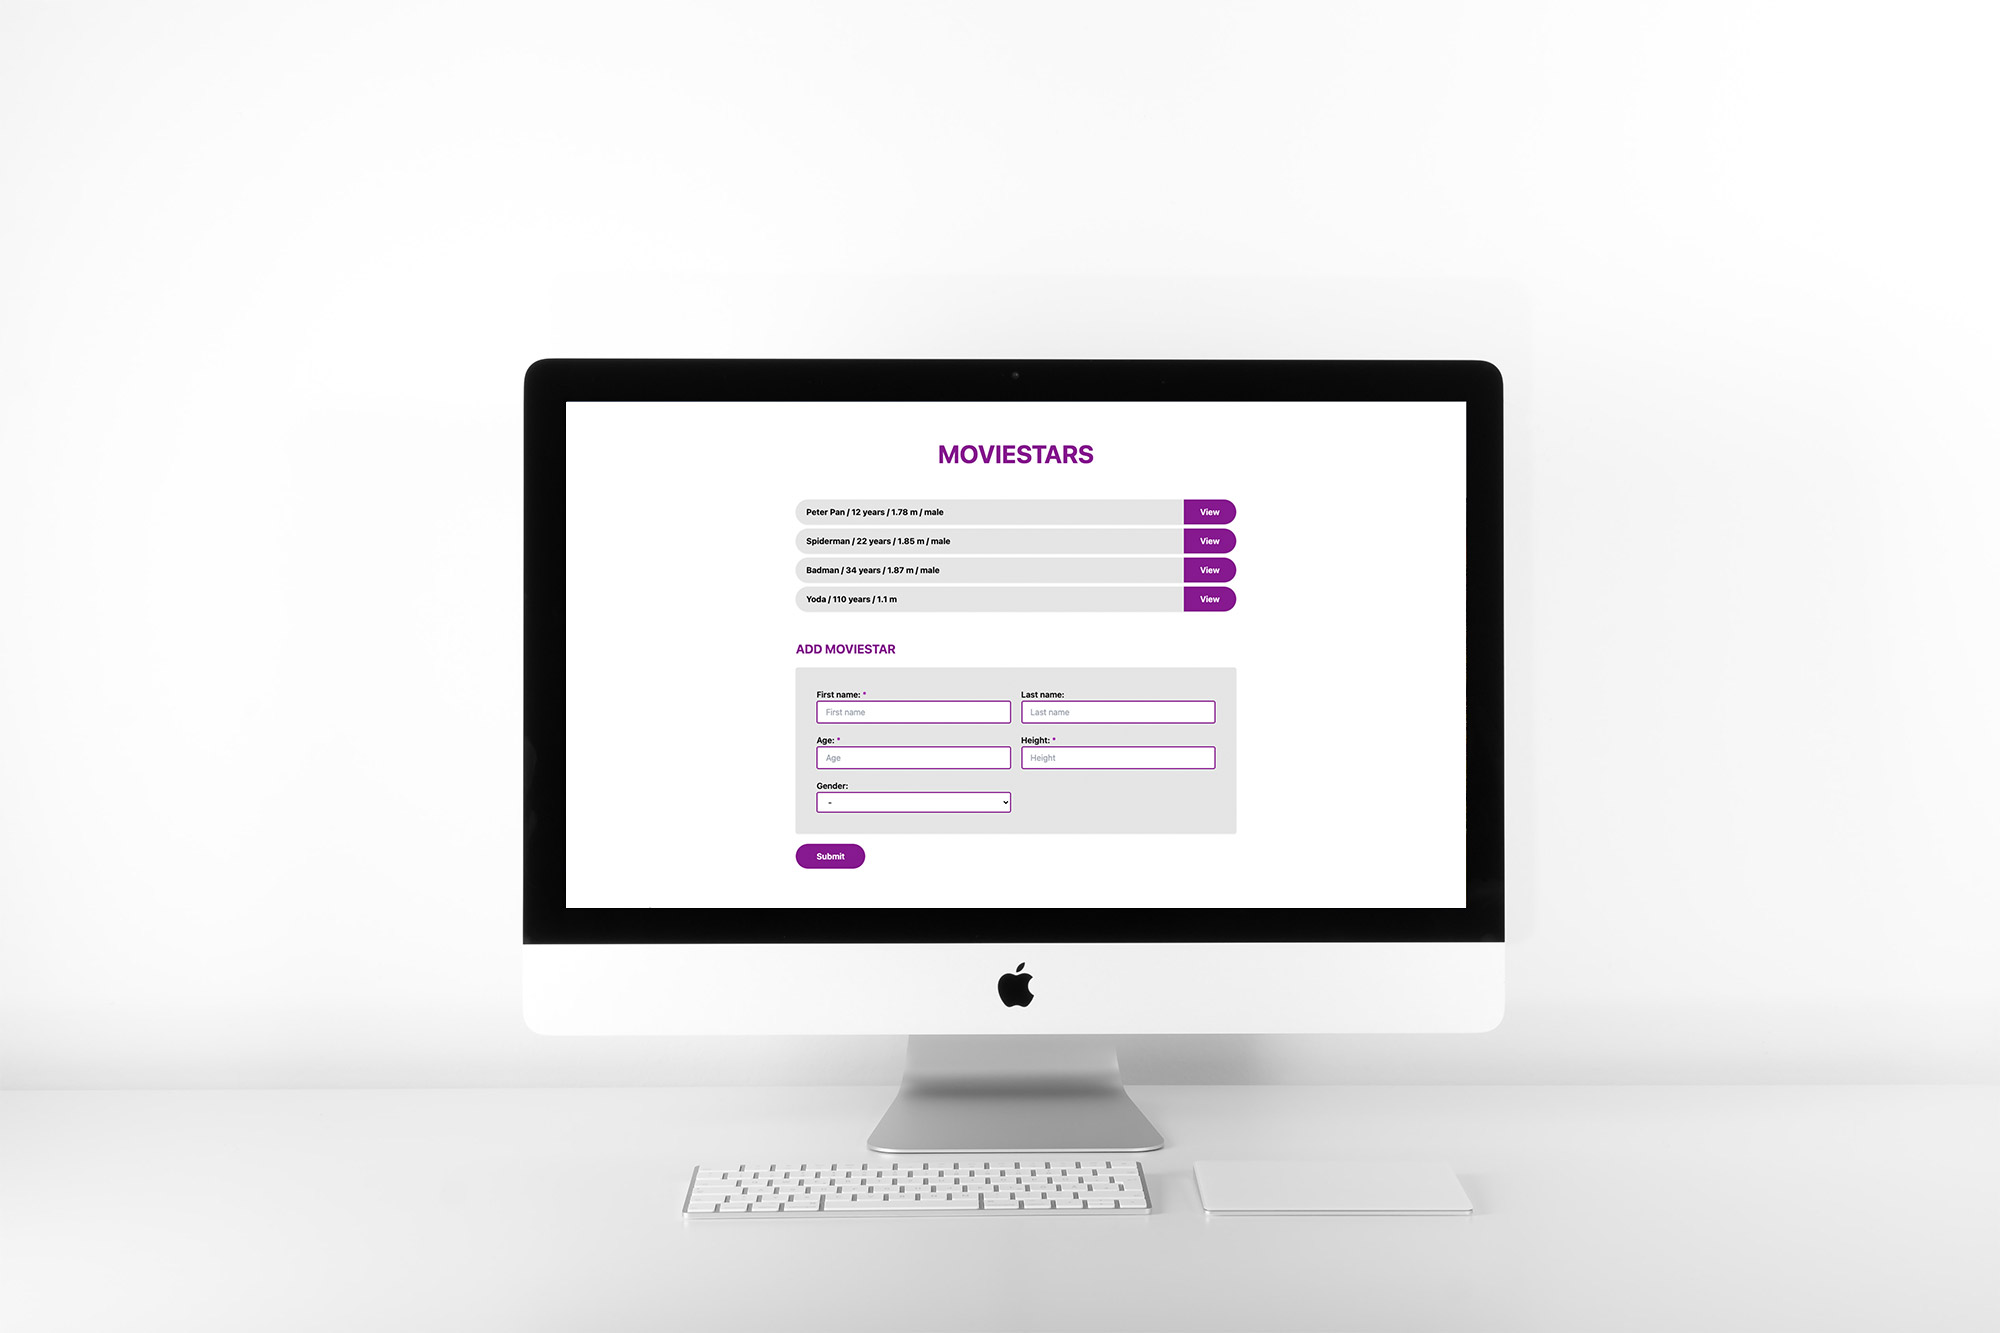 MOVIESTARS
Peter Pan / 12 years / 1.78 m / male
View
Spiderman / 22 years / 1.85 m / male
View
Badman / 34 years / 1.87 m / male
View
Yoda / 110 years / 1.1 m
View
ADD MOVIESTAR
First name: * Last name:
First name Last name
Age: * Height: *
Age Height
Gender:
-
Submit